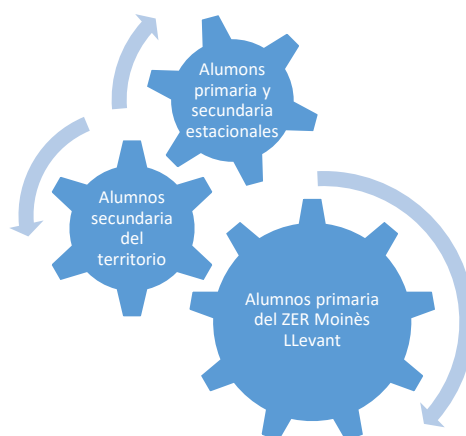 Alumons
primaria y
secundaria
estacionales
Alumnos
secundaria
del
territorio
Alumnos primaria
del ZER Moinès
LLevant